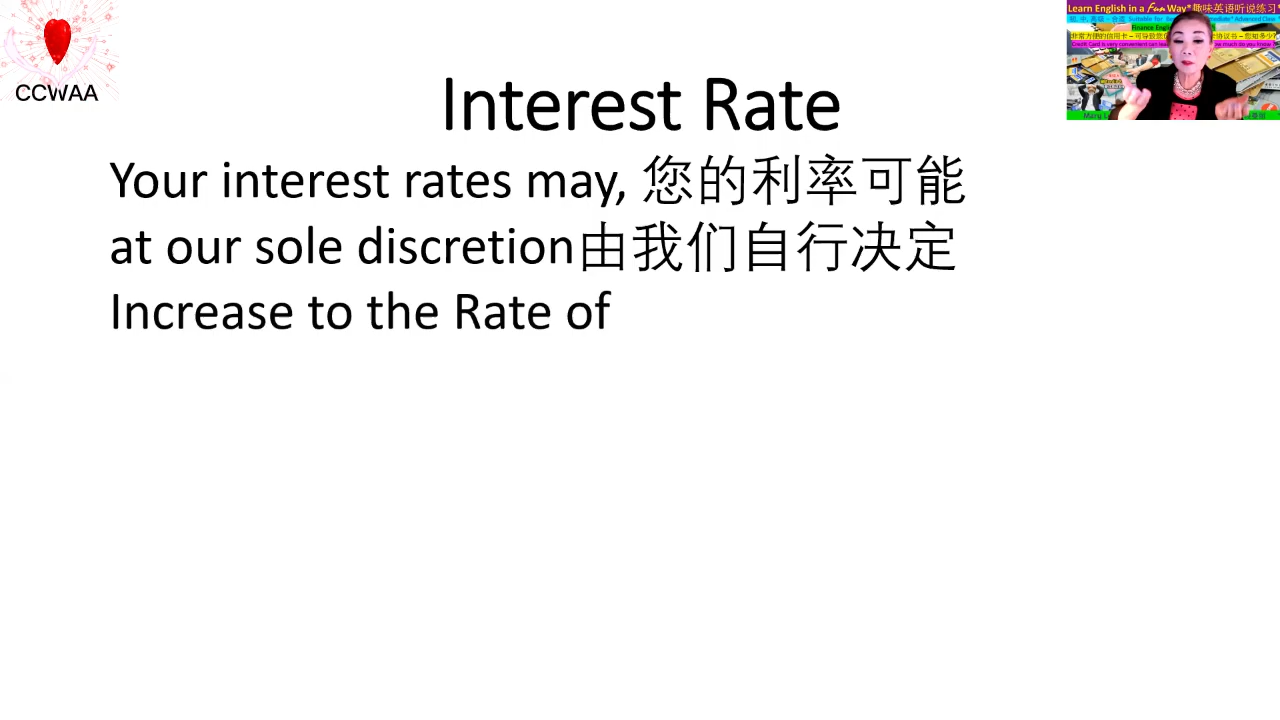 CCWAA
Learn English in a Fun Way*趣味英语听说练习*
Interest Rate
Your interest rates may, 您的利率可能
at our sole discretion由我们自行决定
Increase to the Rate of